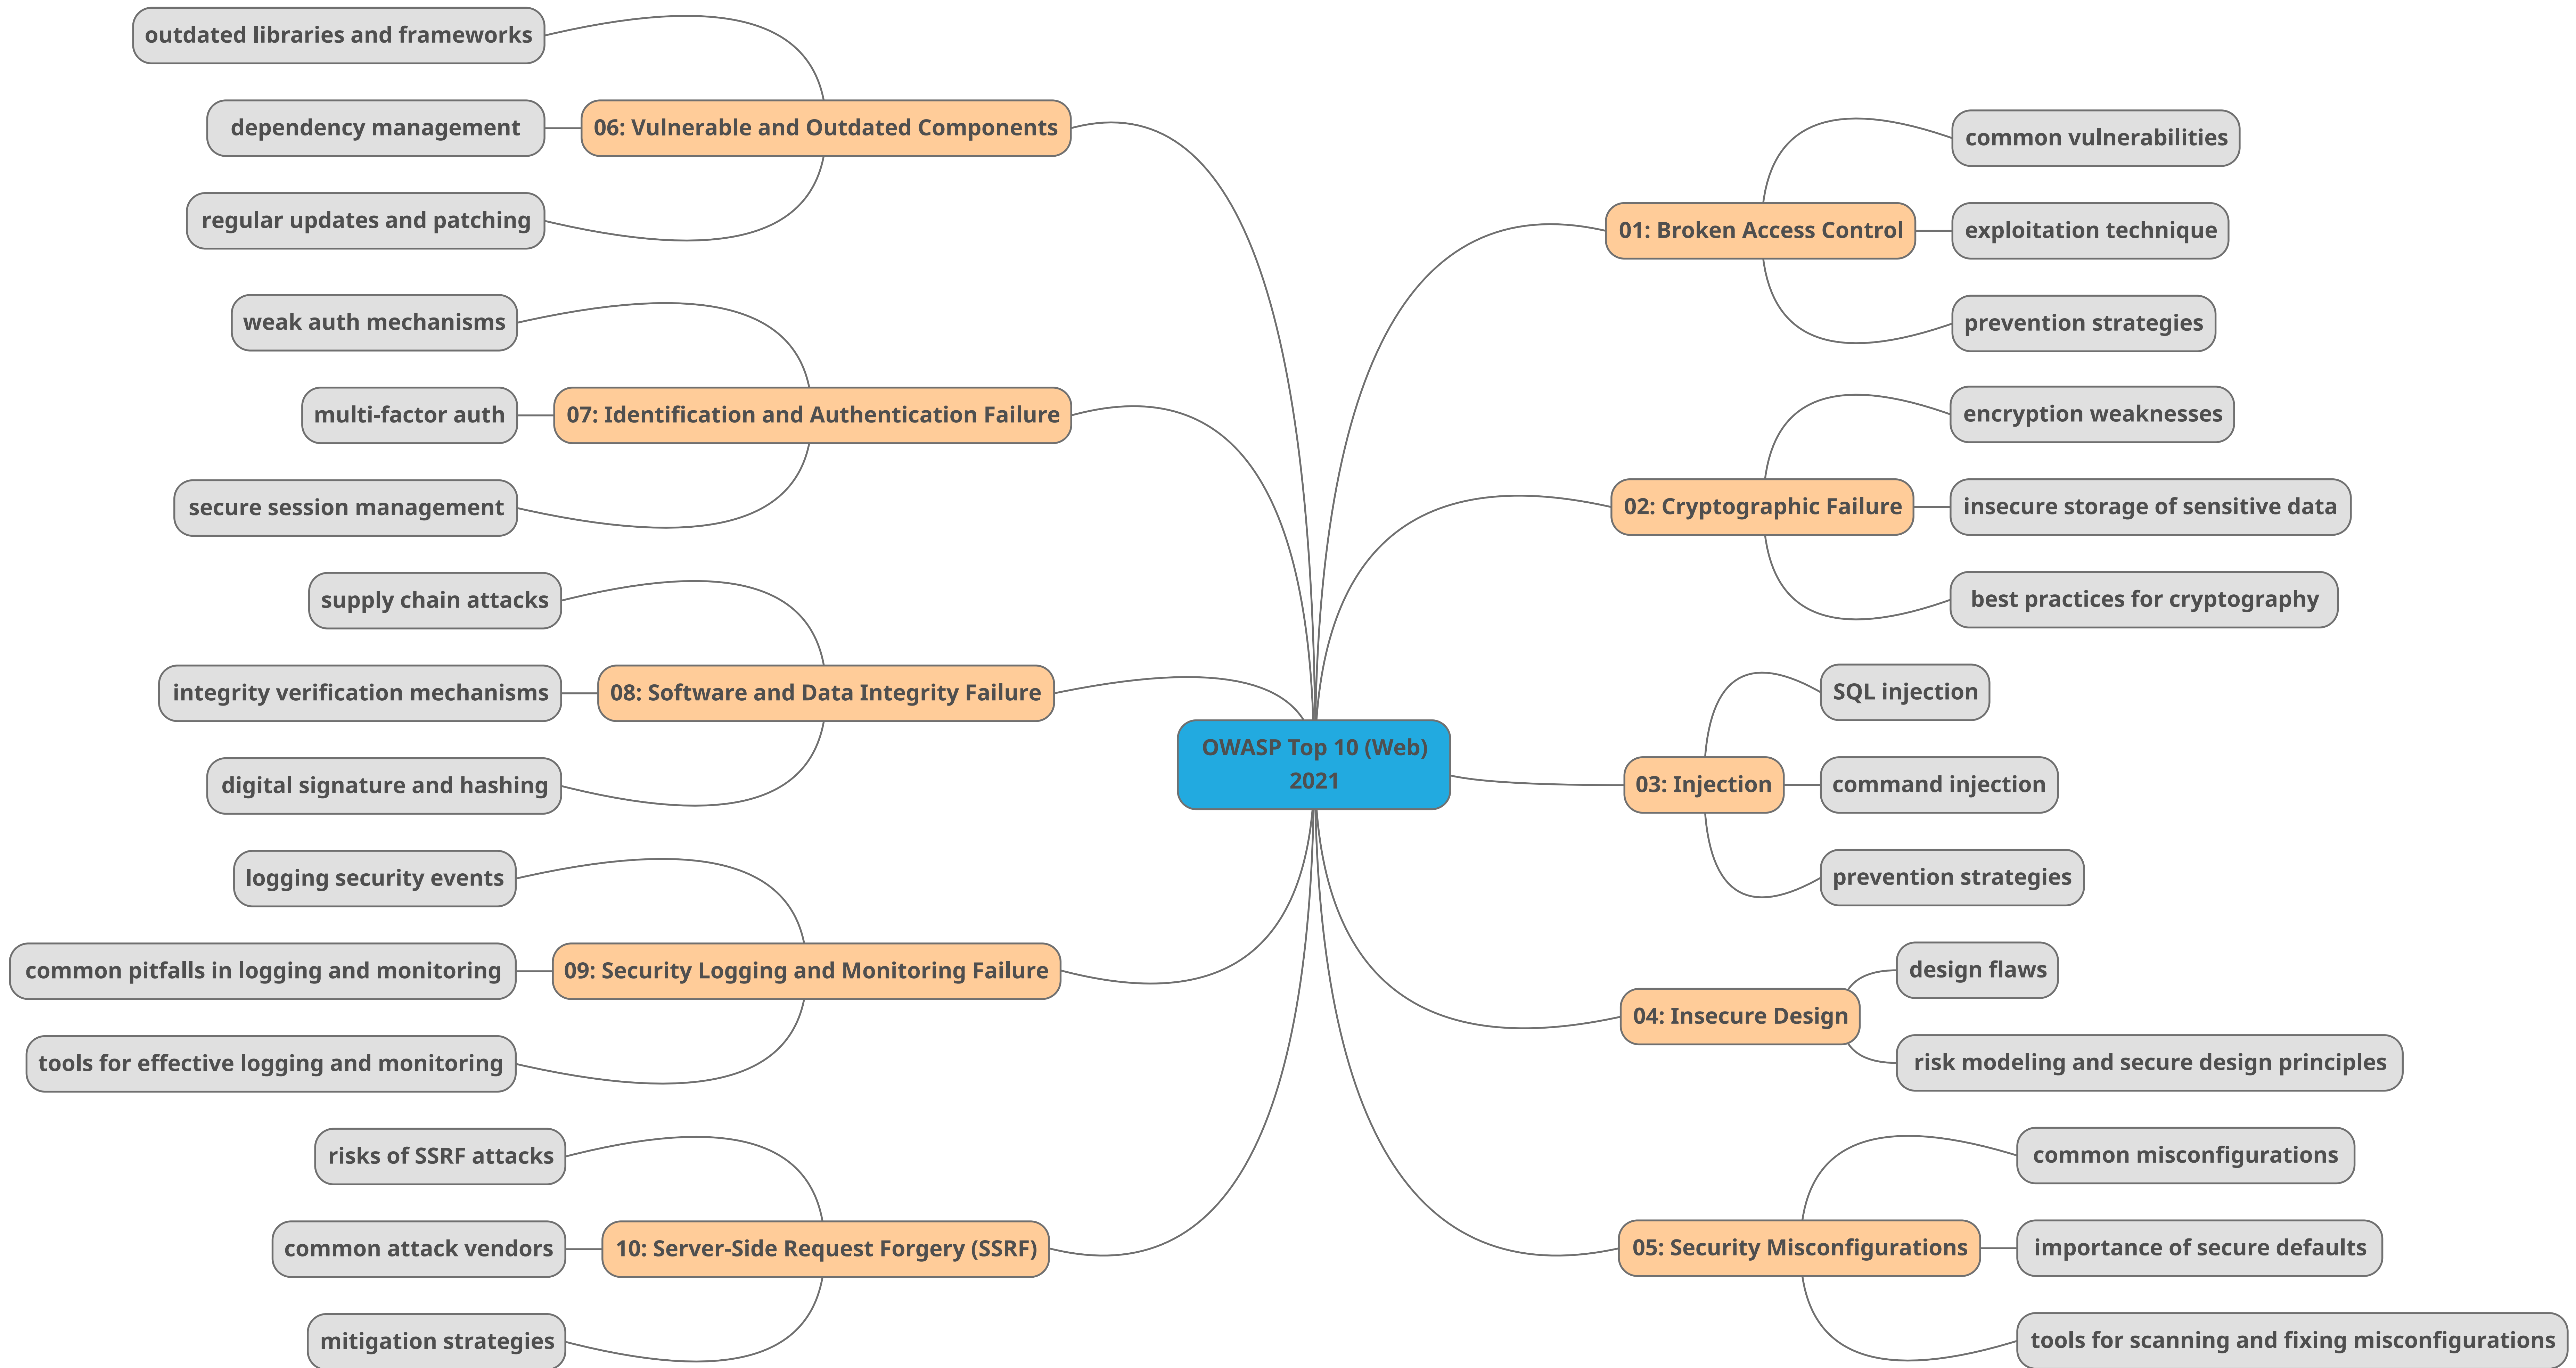 OWASP Top 10 (Web)
2021
01: Broken Access Control
common vulnerabilities
exploitation technique
prevention strategies
02: Cryptographic Failure
encryption weaknesses
insecure storage of sensitive data
best practices for cryptography
03: Injection
SQL injection
command injection
prevention strategies
04: Insecure Design
design flaws
risk modeling and secure design principles
05: Security Misconfigurations
common misconfigurations
importance of secure defaults
tools for scanning and fixing misconfigurations
06: Vulnerable and Outdated Components
outdated libraries and frameworks
dependency management
regular updates and patching
07: Identification and Authentication Failure
weak auth mechanisms
multi-factor auth
secure session management
08: Software and Data Integrity Failure
supply chain attacks
integrity verification mechanisms
digital signature and hashing
09: Security Logging and Monitoring Failure
logging security events
common pitfalls in logging and monitoring
tools for effective logging and monitoring
10: Server-Side Request Forgery (SSRF)
risks of SSRF attacks
common attack vendors
mitigation strategies